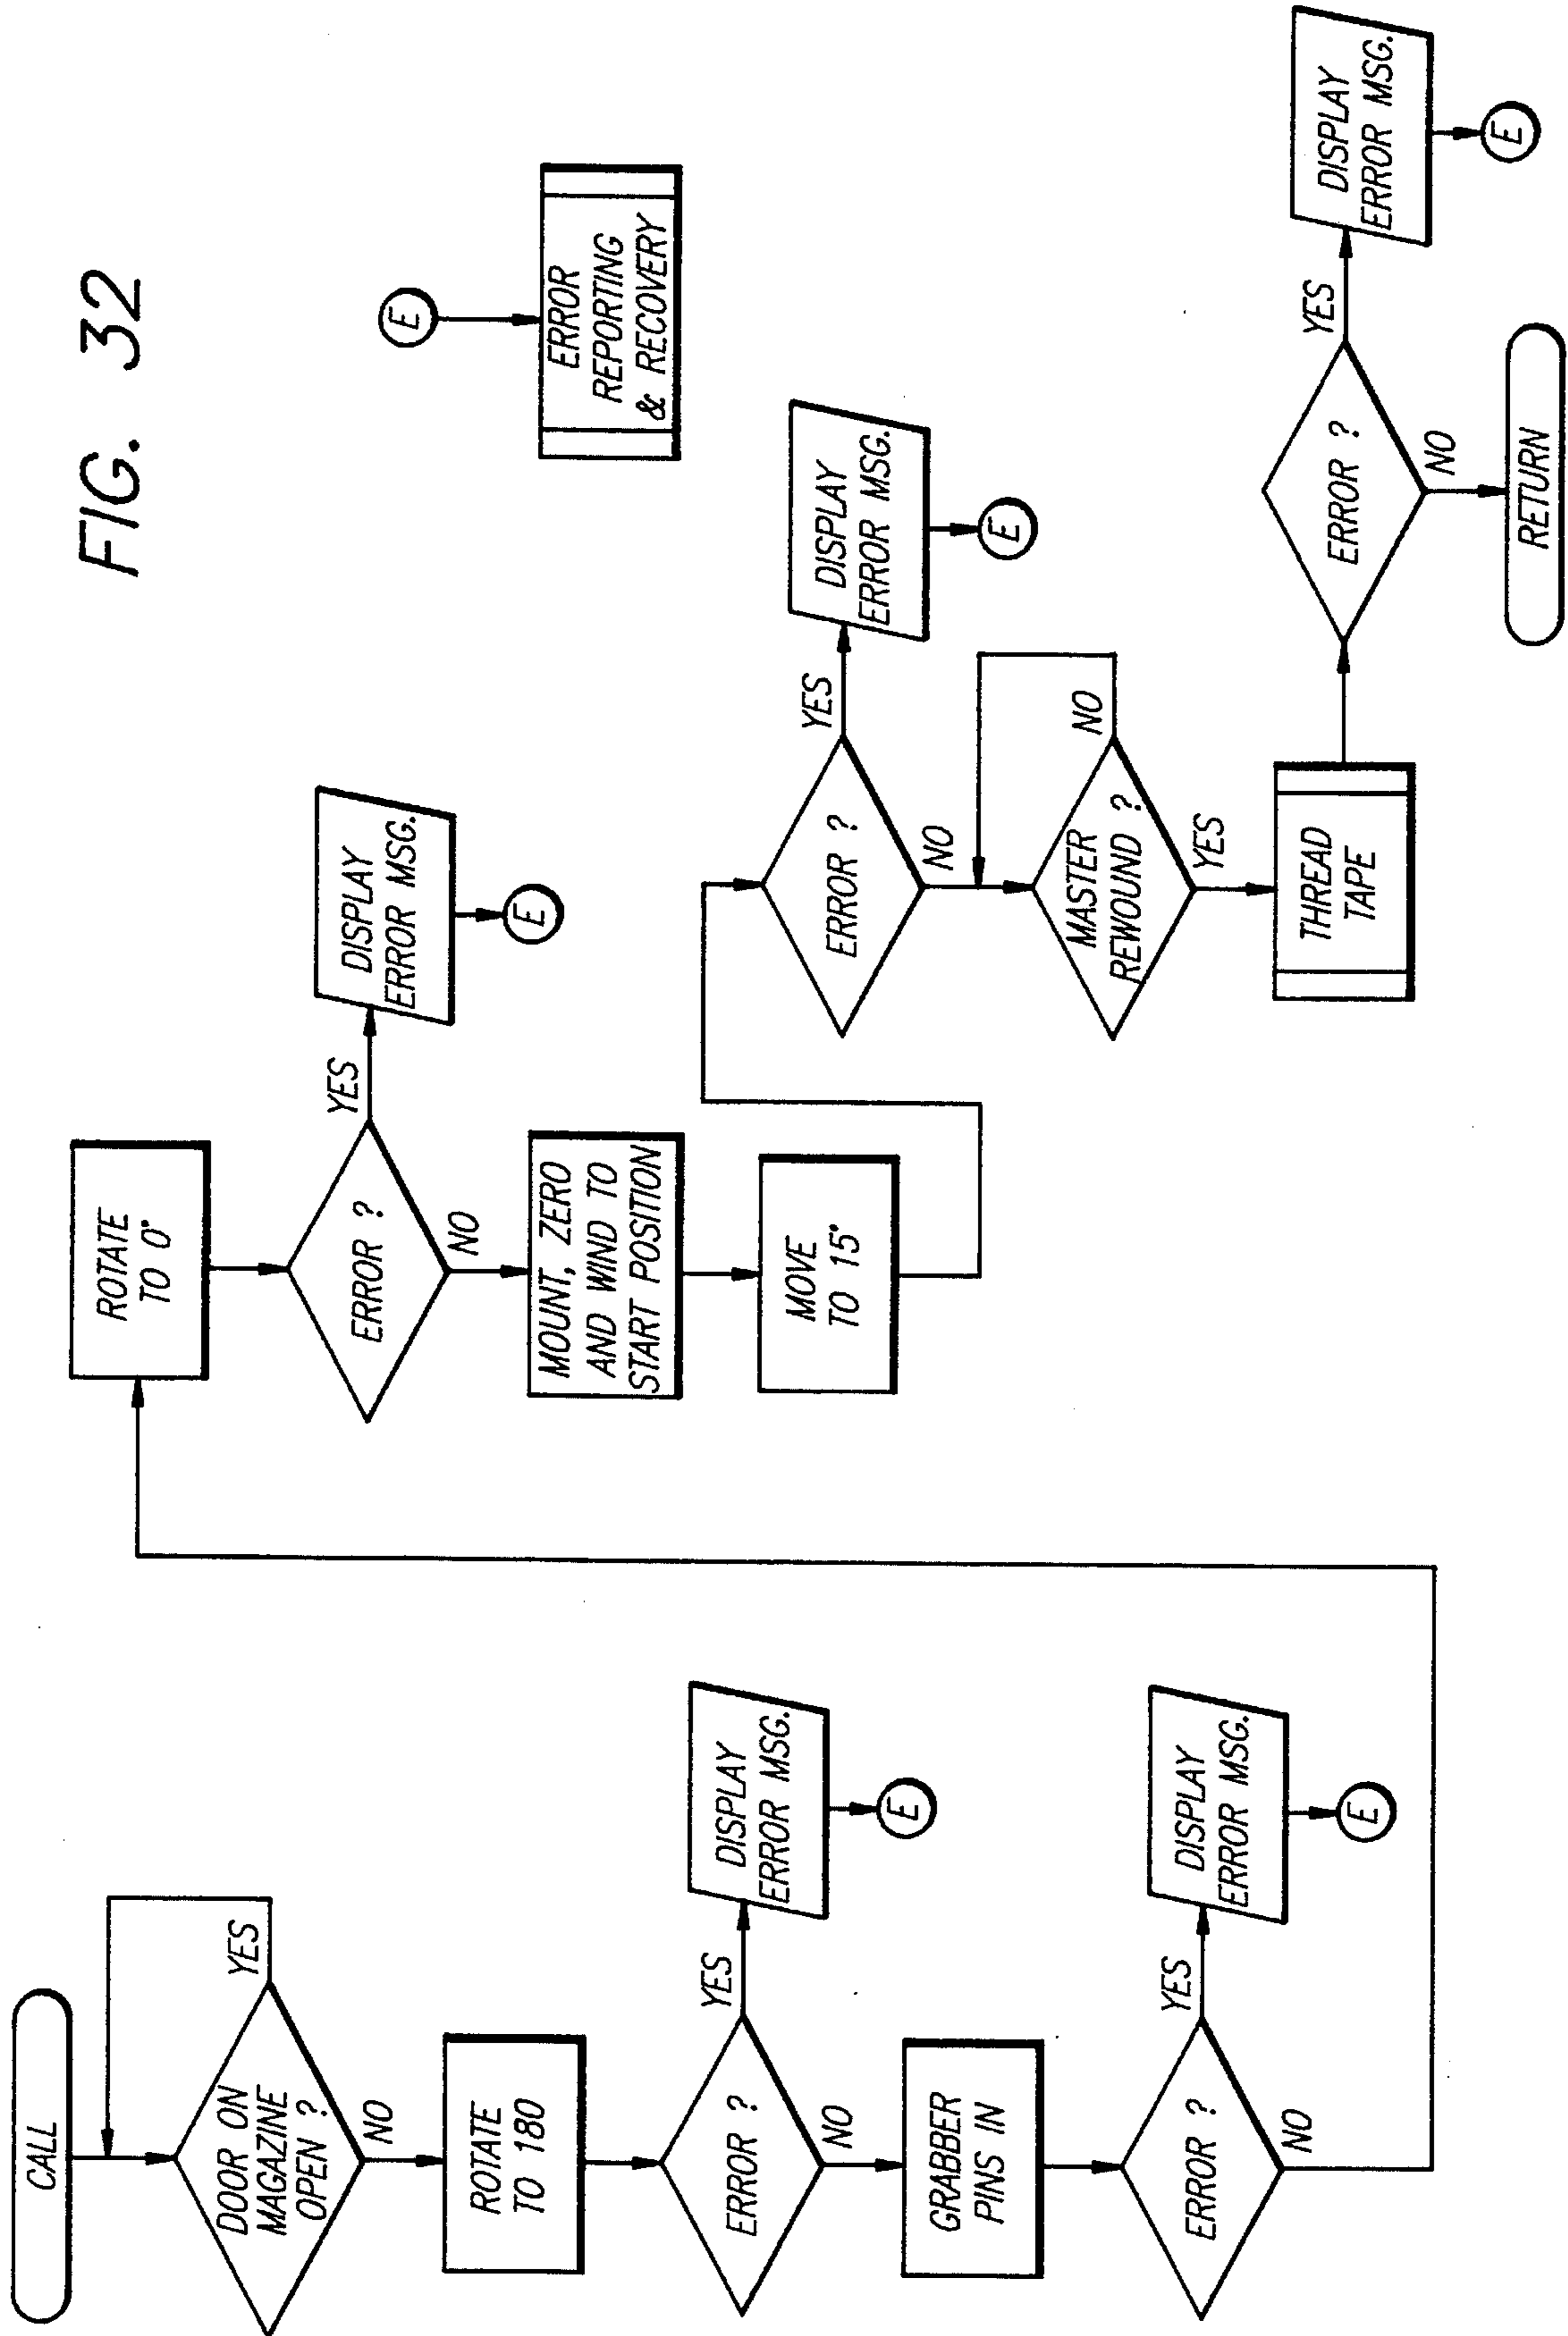 FIG. 32
CALL
DOOR ON
MAGAZINE
OPEN ?
YES
NO
ROTATE
TO 180
ERROR ?
YES
DISPLAY
ERROR MSG.
E
NO
GRABBER
PINS IN
ERROR ?
YES
DISPLAY
ERROR MSG.
E
NO
ROTATE
TO 0°
ERROR ?
YES
DISPLAY
ERROR MSG.
E
NO
MOUNT, ZERO
AND WIND TO
START POSITION
MOVE
TO 15°
ERROR ?
YES
DISPLAY
ERROR MSG.
E
NO
MASTER
REWOUND ?
NO
YES
THREAD
TAPE
ERROR ?
YES
DISPLAY
ERROR MSG.
E
NO
RETURN
E
ERROR
REPORTING
& RECOVERY